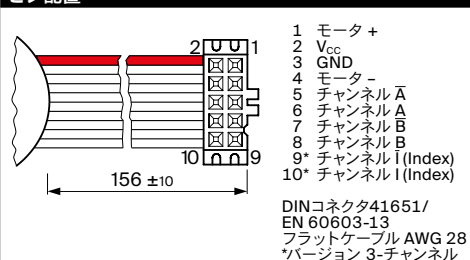 ピン配置
2 1
10 9
156 ±10
1 モータ +
2 Vcc
3 GND
4 モータ -
5 チャンネル A̅
6 チャンネル A
7 チャンネル B̅
8 チャンネル B
9* チャンネル I̅ (Index)
10* チャンネル I (Index)
DINコネクタ41651/
EN 60603-13
フラットケーブル AWG 28
*バージョン 3-チャンネル